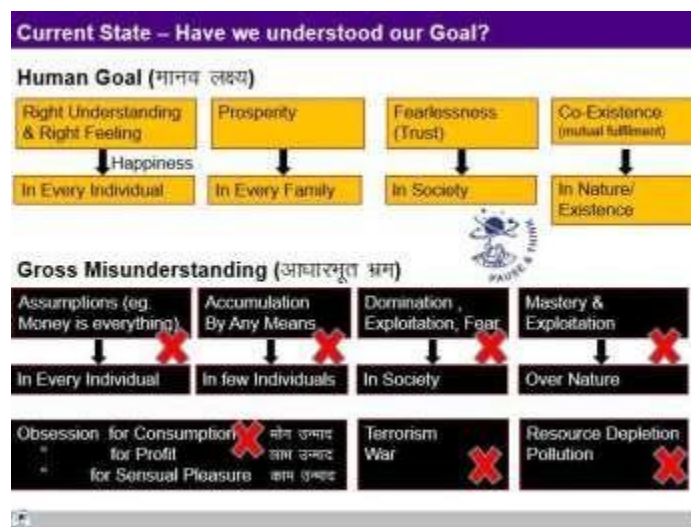 Current State – Have we understood our Goal?
Human Goal (मानव लक्ष्य)
Right Understanding
& Right Feeling
Prosperity
Fearlessness
(Trust)
Co-Existence
(mutual fulfilment)
Happiness
In Every Individual
In Every Family
In Society
In Nature/
Existence
PAUSE & THINK
Gross Misunderstanding (आधारभूत भ्रम)
Assumptions (eg.
Money is everything)
Accumulation
By Any Means
Domination ,
Exploitation, Fear
Mastery &
Exploitation
In Every Individual
In few Individuals
In Society
Over Nature
Obsession for Consumption भोग उन्माद
" for Profit लाभ उन्माद
" for Sensual Pleasure काम उन्माद
Terrorism
War
Resource Depletion
Pollution